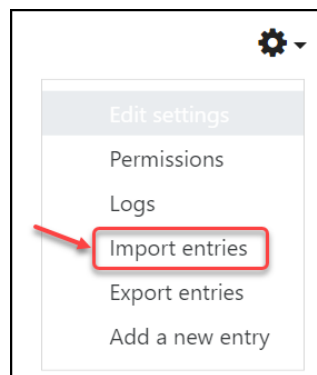 Edit settings
Permissions
Logs
Import entries
Export entries
Add a new entry